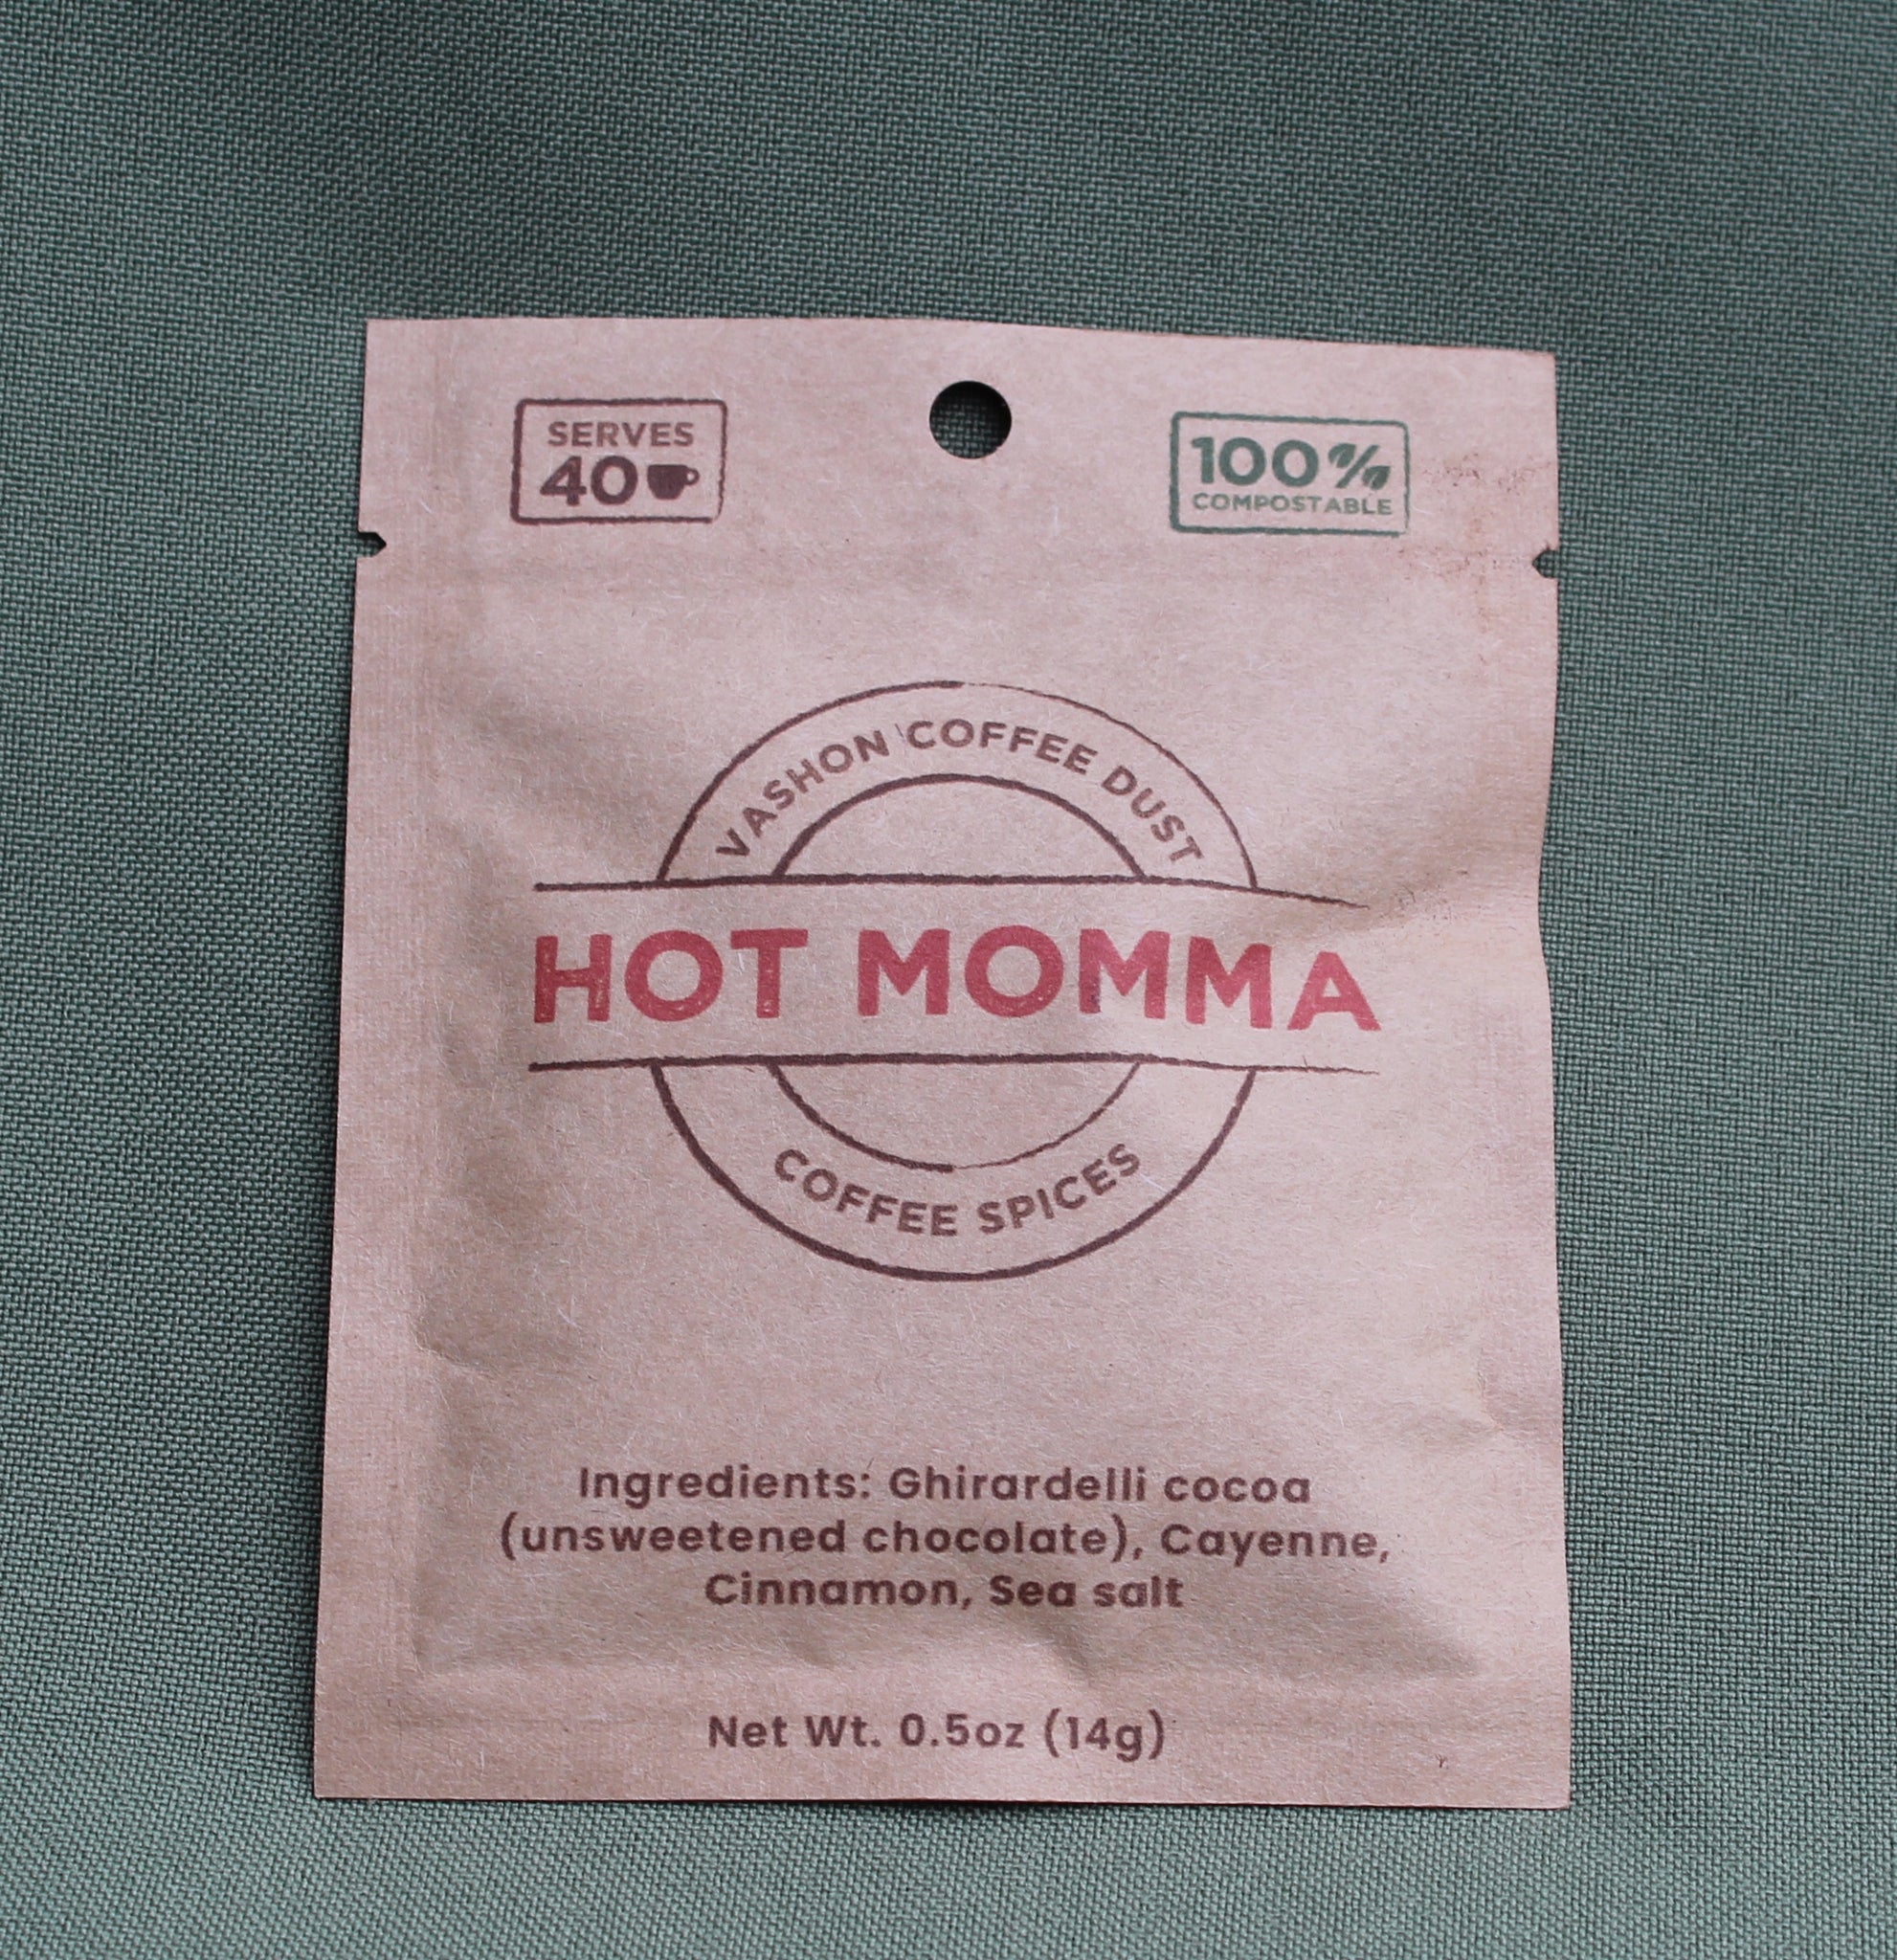 SERVES
40
100%
COMPOSTABLE
VASHON COFFEE DUST
HOT MOMMA
COFFEE SPICES
Ingredients: Ghirardelli cocoa
(unsweetened chocolate), Cayenne,
Cinnamon, Sea salt
Net Wt. 0.5oz (14g)